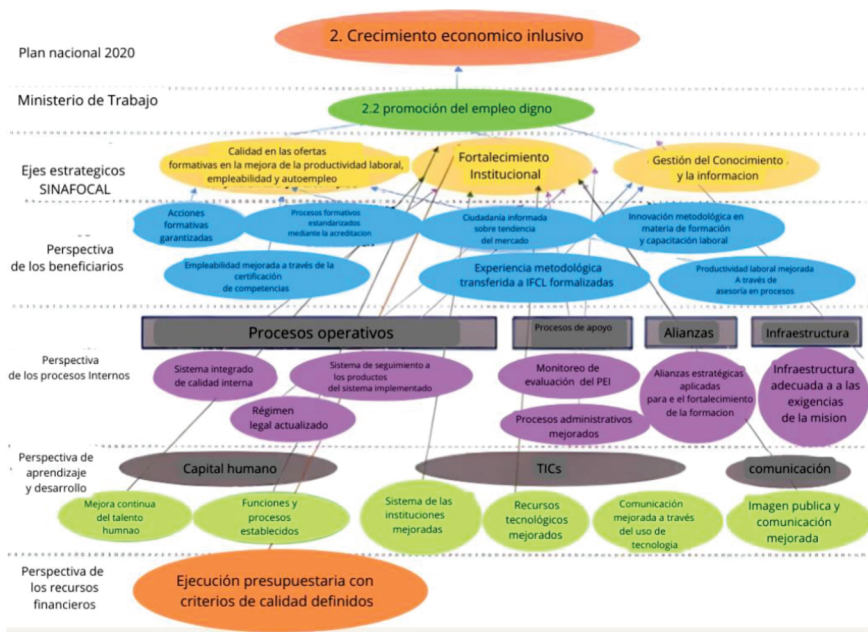 Plan nacional 2020
2. Crecimiento economico inlusivo
Ministerio de Trabajo
2.2 promoción del empleo digno
Ejes estrategicos
SINAFOCAL
Calidad en las ofertas
formativas en la mejora de la productividad laboral,
empleabilidad y autoempleo
Fortalecimiento
Institucional
Gestión del Conocimiento
y la informacion
Perspectiva
de los beneficiarios
Acciones
formativas
garantizadas
Procesos formativos
estandarizados
mediante la acreditacion
Ciudadanía informada
sobre tendencia
del mercado
Innovación metodológica en
materia de formación
y capacitación laboral
Empleabilidad mejorada a través de la
certificación
de competencias
Experiencia metodológica
transferida a IFCL formalizadas
Productividad laboral mejorada
A través de
asesoría en procesos
Perspectiva
de los procesos Internos
Procesos operativos
Procesos de apoyo
Alianzas
Infraestructura
Sistema integrado
de calidad interna
Sistema de seguimiento a
los productos
del sistema implementado
Régimen
legal actualizado
Monitoreo de
evaluación del PEI
Procesos administrativos
mejorados
Alianzas estratégicas
aplicadas
para e el fortalecimiento
de la formacion
Infraestructura
adecuada a a las
exigencias
de la mision
Perspectiva de
aprendizaje
y desarrollo
Capital humano
TICs
comunicación
Mejora continua
del talento
humnao
Funciones y
procesos
establecidos
Sistema de las
instituciones
mejoradas
Recursos
tecnológicos
mejorados
Comunicación
mejorada a través
del uso de
tecnologia
Imagen publica y
comunicación
mejorada
Perspectiva de
los recursos
financieros
Ejecución presupuestaria con
criterios de calidad definidos